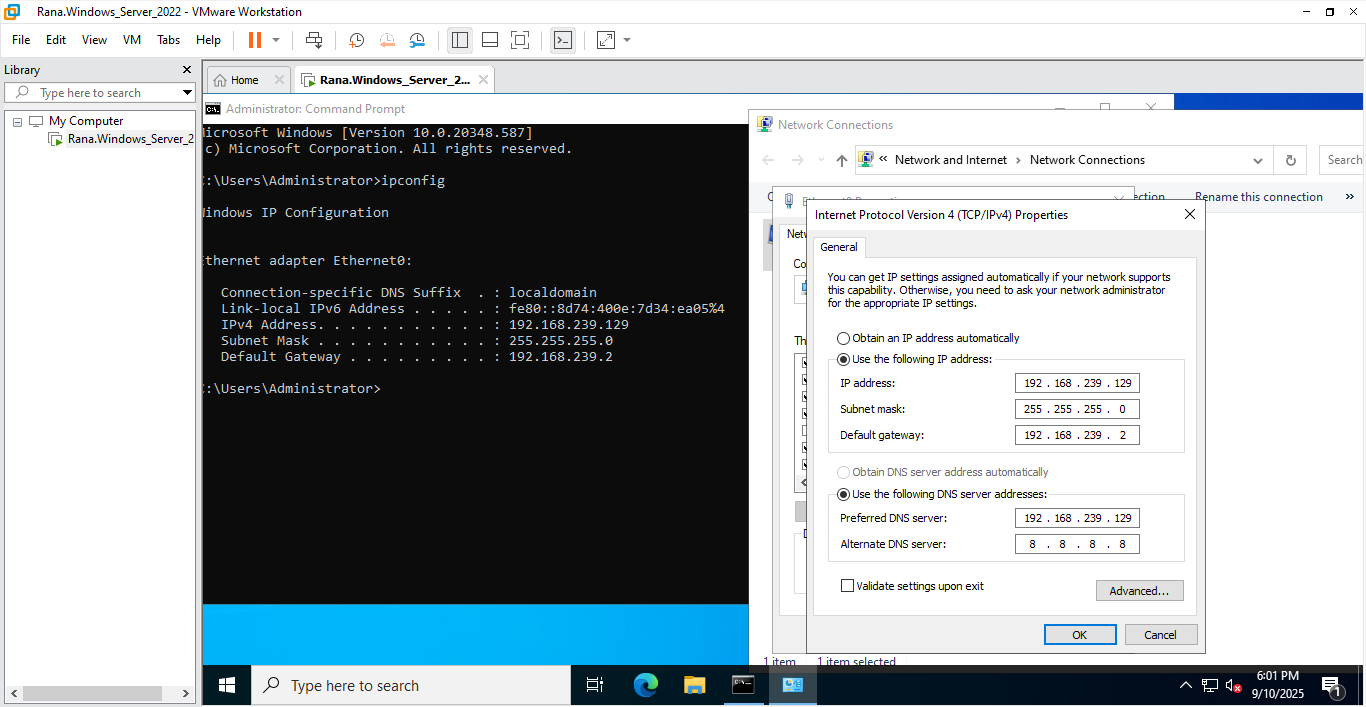 Rana.Windows_Server_2022 - VMware Workstation
File Edit View VM Tabs Help
Library
Type here to search
My Computer
Rana.Windows_Server_2
Home
Rana.Windows_Server_2...
Administrator: Command Prompt
Microsoft Windows [Version 10.0.20348.587]
c) Microsoft Corporation. All rights reserved.
:\Users\Administrator>ipconfig
Windows IP Configuration
Ethernet adapter Ethernet0:
Connection-specific DNS Suffix . : localdomain
Link-local IPv6 Address . . . . . : fe80::8d74:400e:7d34:ea05%4
IPv4 Address. . . . . . . . . . . : 192.168.239.129
Subnet Mask . . . . . . . . . . . : 255.255.255.0
Default Gateway . . . . . . . . . : 192.168.239.2
:\Users\Administrator>
Network Connections
« Network and Internet › Network Connections
Search
Rename this connection »
Internet Protocol Version 4 (TCP/IPv4) Properties
General
You can get IP settings assigned automatically if your network supports
this capability. Otherwise, you need to ask your network administrator
for the appropriate IP settings.
Obtain an IP address automatically
Use the following IP address:
IP address: 192 . 168 . 239 . 129
Subnet mask: 255 . 255 . 255 . 0
Default gateway: 192 . 168 . 239 . 2
Obtain DNS server address automatically
Use the following DNS server addresses:
Preferred DNS server: 192 . 168 . 239 . 129
Alternate DNS server: 8 . 8 . 8 . 8
Validate settings upon exit
Advanced...
OK Cancel
1 item 1 item selected
Type here to search
6:01 PM
9/10/2025
1